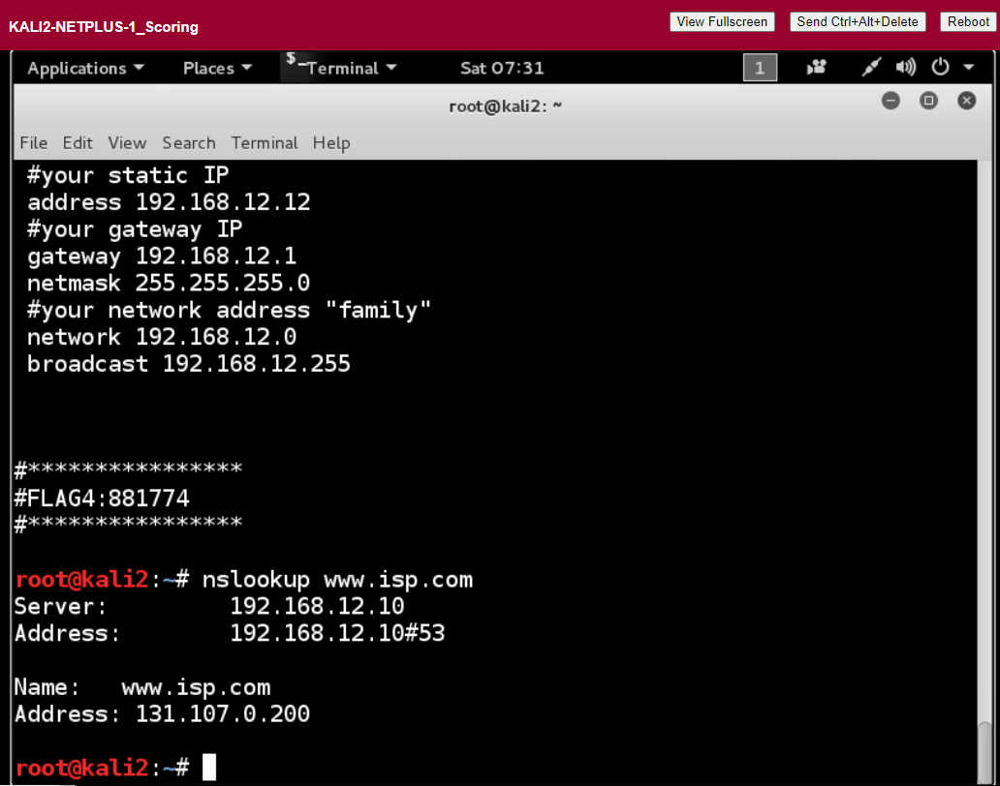 KALI2-NETPLUS-1_Scoring
View Fullscreen
Send Ctrl+Alt+Delete
Reboot
Applications
Places
Terminal
Sat 07:31
1
root@kali2: ~
File Edit View Search Terminal Help
#your static IP
address 192.168.12.12
#your gateway IP
gateway 192.168.12.1
netmask 255.255.255.0
#your network address "family"
network 192.168.12.0
broadcast 192.168.12.255
#****************
#FLAG4:881774
#****************
root@kali2:~# nslookup www.isp.com
Server: 192.168.12.10
Address: 192.168.12.10#53
Name: www.isp.com
Address: 131.107.0.200
root@kali2:~#